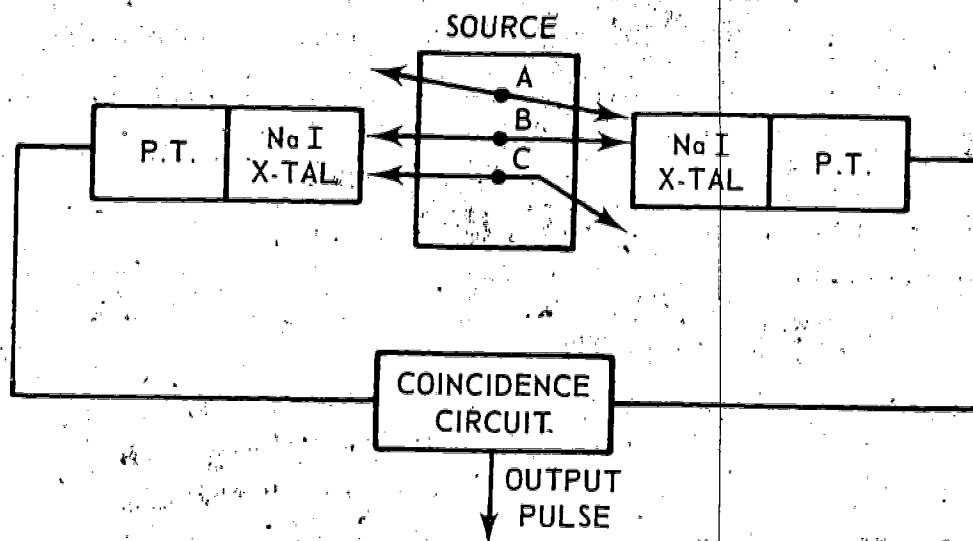 SOURCE
A
B
C
P.T.
Na I
X-TAL
Na I
X-TAL
P.T.
COINCIDENCE
CIRCUIT.
OUTPUT
PULSE